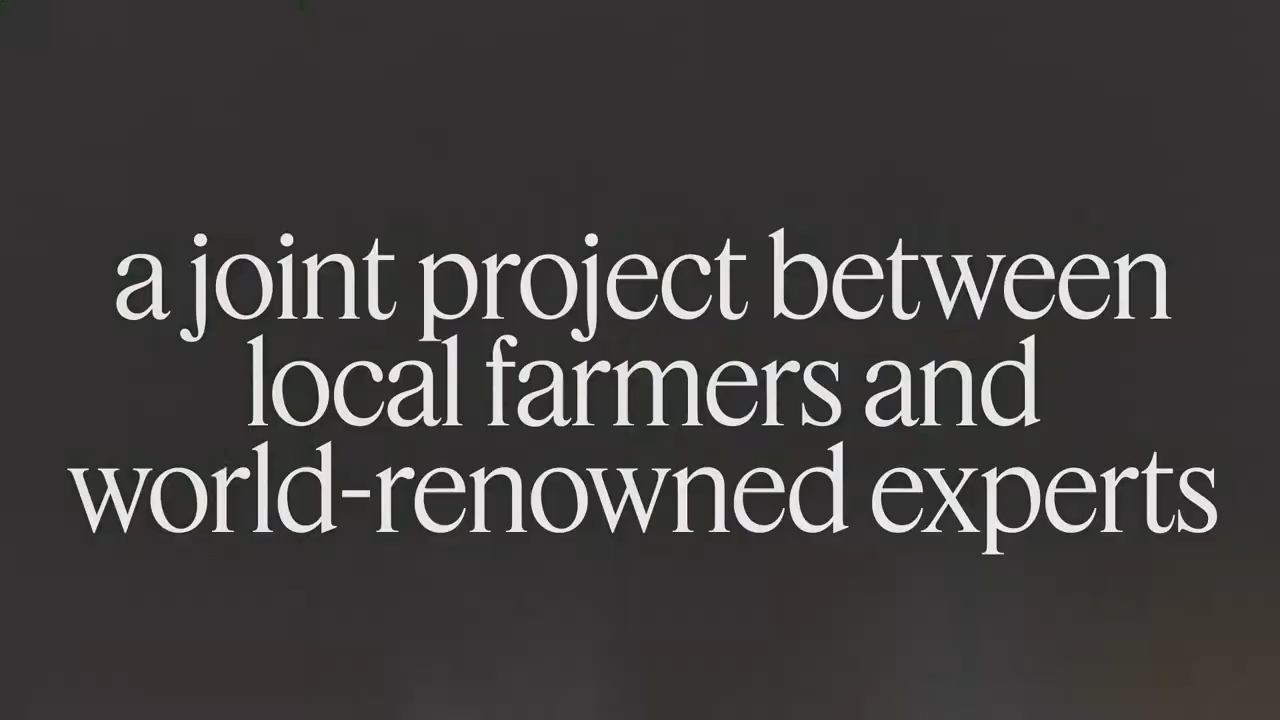 a joint project between
local farmers and
world-renowned experts